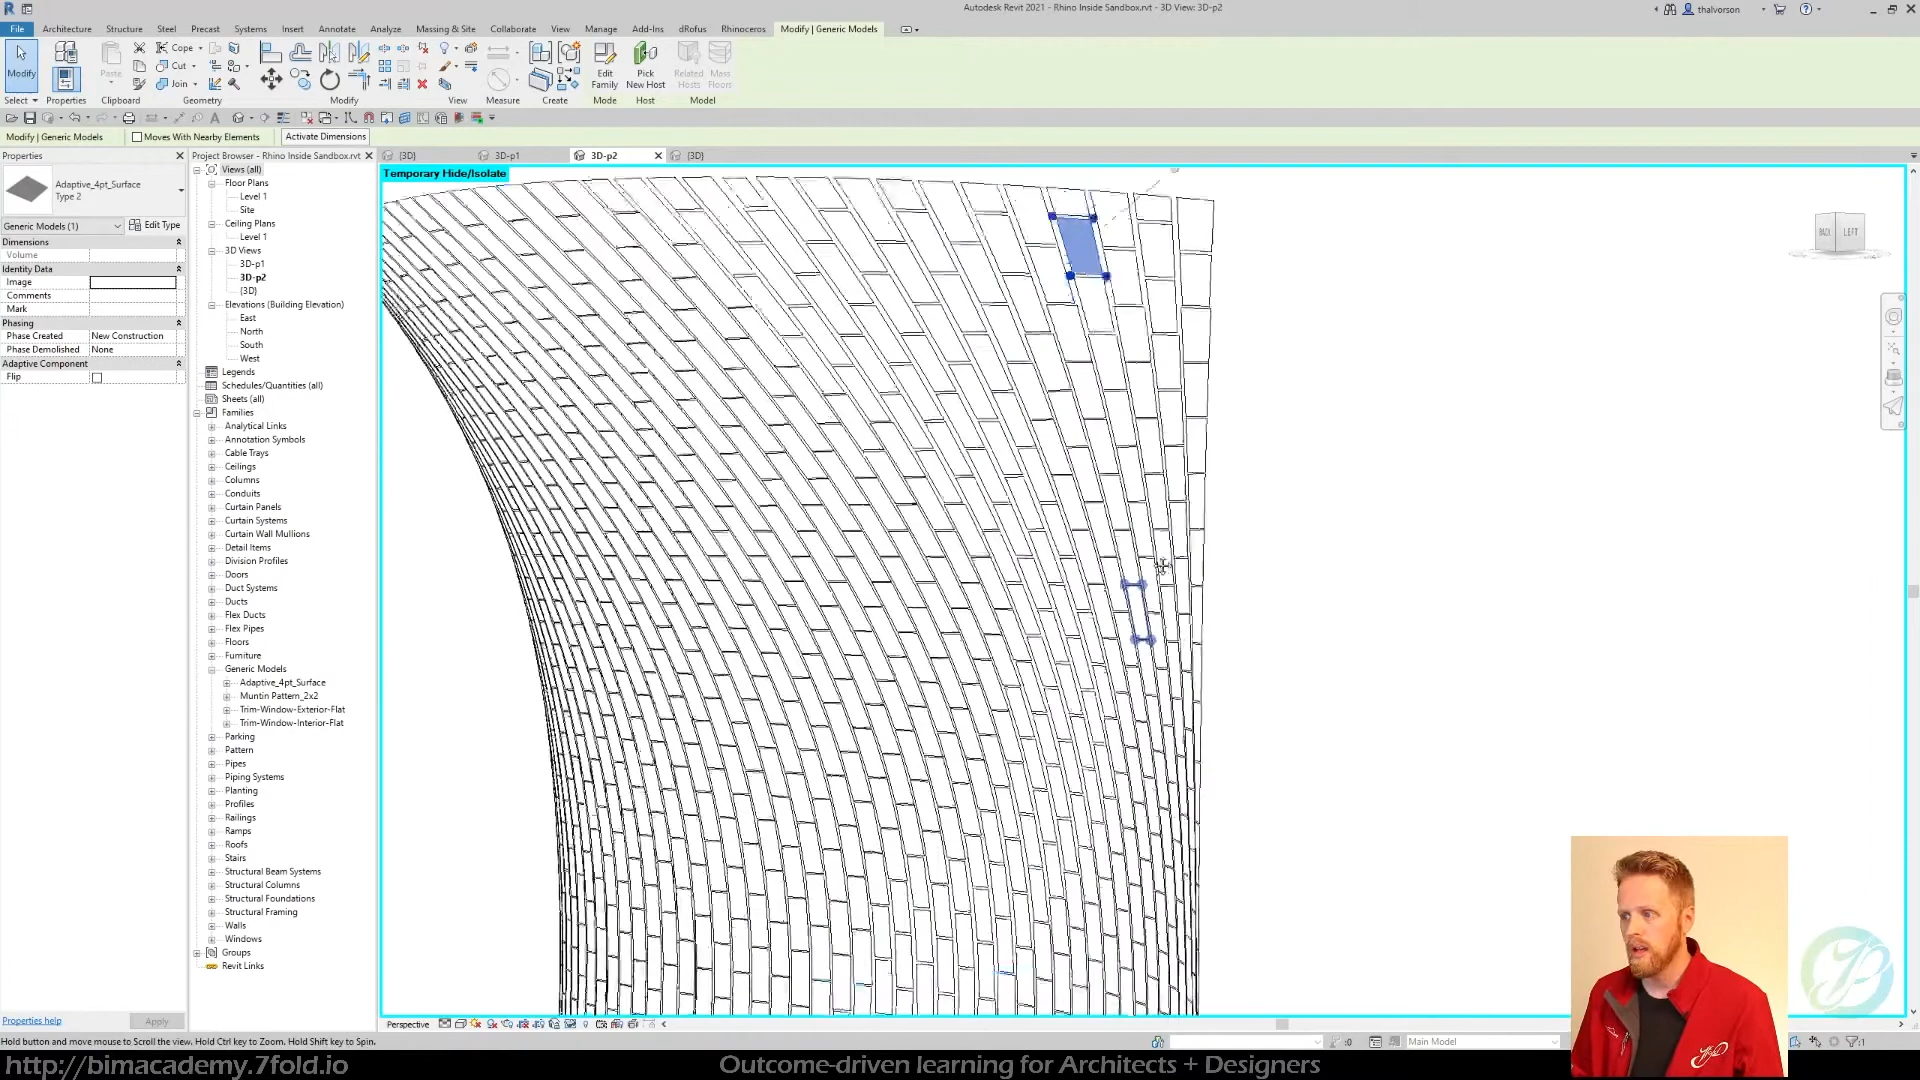 Autodesk Revit 2021 - Rhino Inside Sandbox.rvt - 3D View: 3D-p2
thalvorson
File
Architecture
Structure
Steel
Precast
Systems
Insert
Annotate
Analyze
Massing & Site
Collaborate
View
Manage
Add-Ins
dRofus
Rhinoceros
Modify | Generic Models
Modify
Paste
Cope
Cut
Join
Edit
Family
Pick
New Host
Related
Hosts
Mass
Floors
Select
Properties
Clipboard
Geometry
Modify
View
Measure
Create
Mode
Host
Model
Modify | Generic Models
Moves With Nearby Elements
Activate Dimensions
Properties
Adaptive_4pt_Surface
Type 2
Generic Models (1)
Edit Type
Dimensions
Volume
Identity Data
Image
Comments
Mark
Phasing
Phase Created New Construction
Phase Demolished None
Adaptive Component
Flip
Properties help
Apply
Project Browser - Rhino Inside Sandbox.rvt
Views (all)
Floor Plans
Level 1
Site
Ceiling Plans
Level 1
3D Views
3D-p1
3D-p2
{3D}
Elevations (Building Elevation)
East
North
South
West
Legends
Schedules/Quantities (all)
Sheets (all)
Families
Analytical Links
Annotation Symbols
Cable Trays
Ceilings
Columns
Conduits
Curtain Panels
Curtain Systems
Curtain Wall Mullions
Detail Items
Division Profiles
Doors
Duct Systems
Ducts
Flex Ducts
Flex Pipes
Floors
Furniture
Generic Models
Adaptive_4pt_Surface
Muntin Pattern_2x2
Trim-Window-Exterior-Flat
Trim-Window-Interior-Flat
Parking
Pattern
Pipes
Piping Systems
Planting
Profiles
Railings
Ramps
Roofs
Stairs
Structural Beam Systems
Structural Columns
Structural Foundations
Structural Framing
Walls
Windows
Groups
Revit Links
{3D}
3D-p1
3D-p2
{3D}
Temporary Hide/Isolate
BACK
LEFT
Perspective
Hold button and move mouse to Scroll the view. Hold Ctrl key to Zoom. Hold Shift key to Spin.
:0
Main Model
:1
http://bimacademy.7fold.io
Outcome-driven learning for Architects + Designers